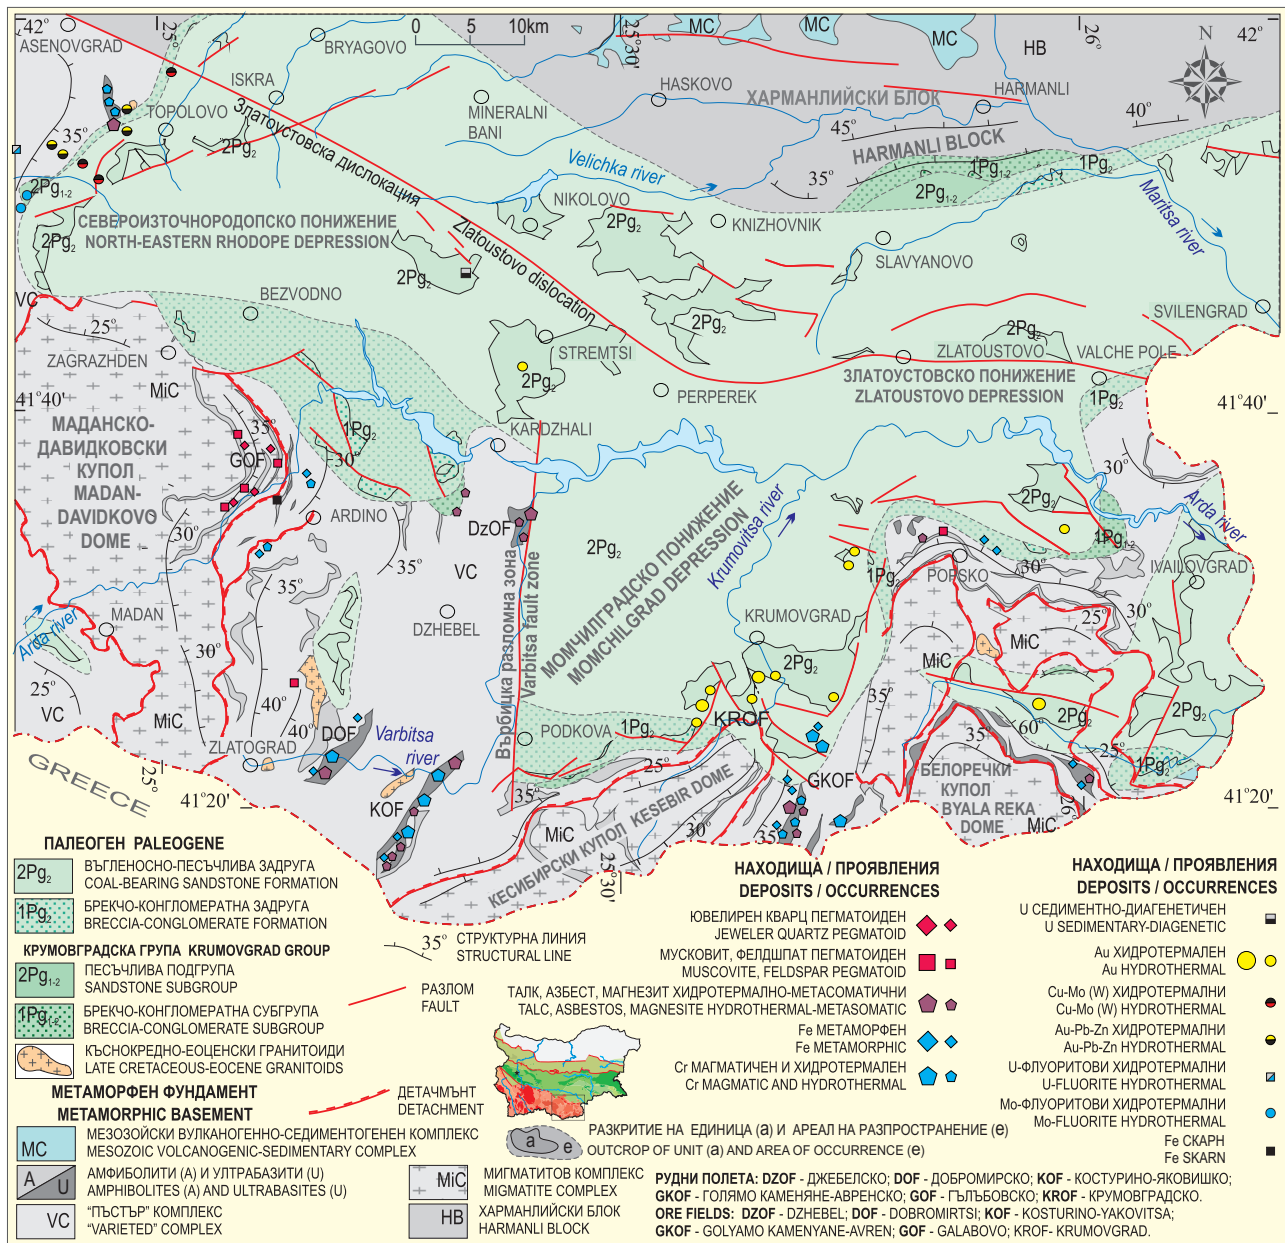 42°
25°
25°30'
26°
42°
0 5 10km
N
ASENOVGRAD
BRYAGOVO
ISKRA
TOPOLOVO
MINERALNI
BANI
HASKOVO
HARMANLI
MC
MC
MC
HB
ХАРМАНЛИЙСКИ БЛОК
HARMANLI BLOCK
45°
40°
35°
35°
Златоустовска дислокация
Zlatoustovo dislocation
2Pg₂
Velichka river
1Pg₁₋₂
1Pg₂
2Pg₁₋₂
2Pg₁₋₂
Maritsa river
СЕВЕРОИЗТОЧНОРОДОПСКО ПОНИЖЕНИЕ
NORTH-EASTERN RHODOPE DEPRESSION
NIKOLOVO
2Pg₂
KNIZHOVNIK
SLAVYANOVO
2Pg₂
2Pg₂
VC
BEZVODNO
SVILENGRAD
25°
ZAGRAZHDEN
STREMTSI
2Pg₂
2Pg₂
ZLATOUSTOVO
VALCHE POLE
2Pg₂
PERPEREK
ЗЛАТОУСТОВСКО ПОНИЖЕНИЕ
ZLATOUSTOVO DEPRESSION
1Pg₂
MiC
41°40'
41°40'
МАДАНСКО-
ДАВИДКОВСКИ
КУПОЛ
MADAN-
DAVIDKOVO
DOME
35°
GOF
1Pg₂
30°
KARDZHALI
30°
ARDINO
30°
35°
DzOF
VC
2Pg₂
МОМЧИЛГРАДСКО ПОНИЖЕНИЕ
MOMCHILGRAD DEPRESSION
Krumovitsa river
2Pg₂
1Pg₁₋₂
Arda river
1Pg₂
POPSKO
30°
IVAILOVGRAD
35°
Върбицка разломна зона
Varbitsa fault zone
MADAN
Arda river
DZHEBEL
KRUMOVGRAD
25°
30°
MiC
MiC
30°
25°
VC
MiC
40°
40°
2Pg₂
35°
ZLATOGRAD
DOF
Varbitsa
river
KROF
1Pg₂
PODKOVA
2Pg₂
60°
2Pg₂
35°
25°
1Pg₂
GREECE
25°
41°20'
KOF
35°
25°
GKOF
БЕЛОРЕЧКИ
КУПОЛ
BYALA REKA
DOME
26°
MiC
41°20'
MiC
КЕСИБИРСКИ КУПОЛ KESEBIR DOME
30°
35°
25°30'
ПАЛЕОГЕН PALEOGENE
2Pg₂
ВЪГЛЕНОСНО-ПЕСЪЧЛИВА ЗАДРУГА
COAL-BEARING SANDSTONE FORMATION
1Pg₂
БРЕКЧО-КОНГЛОМЕРАТНА ЗАДРУГА
BRECCIA-CONGLOMERATE FORMATION
КРУМОВГРАДСКА ГРУПА KRUMOVGRAD GROUP
2Pg₁₋₂
ПЕСЪЧЛИВА ПОДГРУПА
SANDSTONE SUBGROUP
1Pg₁₋₂
БРЕКЧО-КОНГЛОМЕРАТНА СУБГРУПА
BRECCIA-CONGLOMERATE SUBGROUP
КЪСНОКРЕДНО-ЕОЦЕНСКИ ГРАНИТОИДИ
LATE CRETACEOUS-EOCENE GRANITOIDS
МЕТАМОРФЕН ФУНДАМЕНТ
METAMORPHIC BASEMENT
MC
МЕЗОЗОЙСКИ ВУЛКАНОГЕННО-СЕДИМЕНТОГЕНЕН КОМПЛЕКС
MESOZOIC VOLCANOGENIC-SEDIMENTARY COMPLEX
A U
АМФИБОЛИТИ (А) И УЛТРАБАЗИТИ (U)
AMPHIBOLITES (A) AND ULTRABASITES (U)
VC
"ПЪСТЪР" КОМПЛЕКС
"VARIETED" COMPLEX
35°
СТРУКТУРНА ЛИНИЯ
STRUCTURAL LINE
РАЗЛОМ
FAULT
ДЕТАЧМЪНТ
DETACHMENT
a e
РАЗКРИТИЕ НА ЕДИНИЦА (а) И АРЕАЛ НА РАЗПРОСТРАНЕНИЕ (е)
OUTCROP OF UNIT (a) AND AREA OF OCCURRENCE (e)
MiC
МИГМАТИТОВ КОМПЛЕКС
MIGMATITE COMPLEX
HB
ХАРМАНЛИЙСКИ БЛОК
HARMANLI BLOCK
НАХОДИЩА / ПРОЯВЛЕНИЯ
DEPOSITS / OCCURRENCES
ЮВЕЛИРЕН КВАРЦ ПЕГМАТОИДЕН
JEWELER QUARTZ PEGMATOID
МУСКОВИТ, ФЕЛДШПАТ ПЕГМАТОИДЕН
MUSCOVITE, FELDSPAR PEGMATOID
ТАЛК, АЗБЕСТ, МАГНЕЗИТ ХИДРОТЕРМАЛНО-МЕТАСОМАТИЧНИ
TALC, ASBESTOS, MAGNESITE HYDROTHERMAL-METASOMATIC
Fe МЕТАМОРФЕН
Fe METAMORPHIC
Cr МАГМАТИЧЕН И ХИДРОТЕРМАЛЕН
Cr MAGMATIC AND HYDROTHERMAL
НАХОДИЩА / ПРОЯВЛЕНИЯ
DEPOSITS / OCCURRENCES
U СЕДИМЕНТНО-ДИАГЕНЕТИЧЕН
U SEDIMENTARY-DIAGENETIC
Au ХИДРОТЕРМАЛЕН
Au HYDROTHERMAL
Cu-Mo (W) ХИДРОТЕРМАЛНИ
Cu-Mo (W) HYDROTHERMAL
Au-Pb-Zn ХИДРОТЕРМАЛНИ
Au-Pb-Zn HYDROTHERMAL
U-ФЛУОРИТОВИ ХИДРОТЕРМАЛНИ
U-FLUORITE HYDROTHERMAL
Mo-ФЛУОРИТОВИ ХИДРОТЕРМАЛНИ
Mo-FLUORITE HYDROTHERMAL
Fe СКАРН
Fe SKARN
РУДНИ ПОЛЕТА: DZOF - ДЖЕБЕЛСКО; DOF - ДОБРОМИРСКО; KOF - КОСТУРИНО-ЯКОВИШКО;
GKOF - ГОЛЯМО КАМЕНЯНЕ-АВРЕНСКО; GOF - ГЪЛЪБОВСКО; KROF - КРУМОВГРАДСКО.
ORE FIELDS: DZOF - DZHEBEL; DOF - DOBROMIRTSI; KOF - KOSTURINO-YAKOVITSA;
GKOF - GOLYAMO KAMENYANE-AVREN; GOF - GALABOVO; KROF- KRUMOVGRAD.